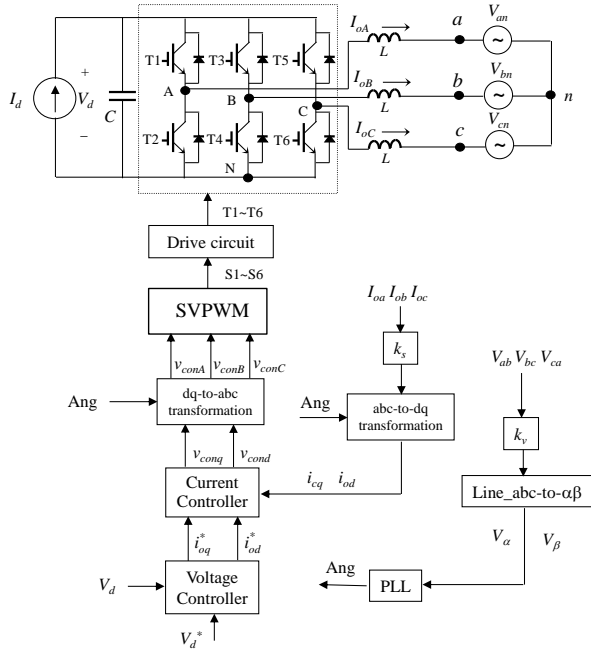 I_oA a V_an
T1 T3 T5 L
+ A I_oB b V_bn n
I_d V_d C B L
− C I_oC c V_cn
T2 T4 T6 L
N
T1~T6
Drive circuit
S1~S6
I_oa I_ob I_oc
SVPWM
k_s
V_ab V_bc V_ca
v_conA v_conB v_conC
Ang dq-to-abc transformation
Ang abc-to-dq transformation
k_v
v_conq v_cond
Current Controller
i_cq i_od
Line_abc-to-αβ
i_oq^* i_od^*
V_α V_β
V_d Voltage Controller
Ang PLL
V_d^*